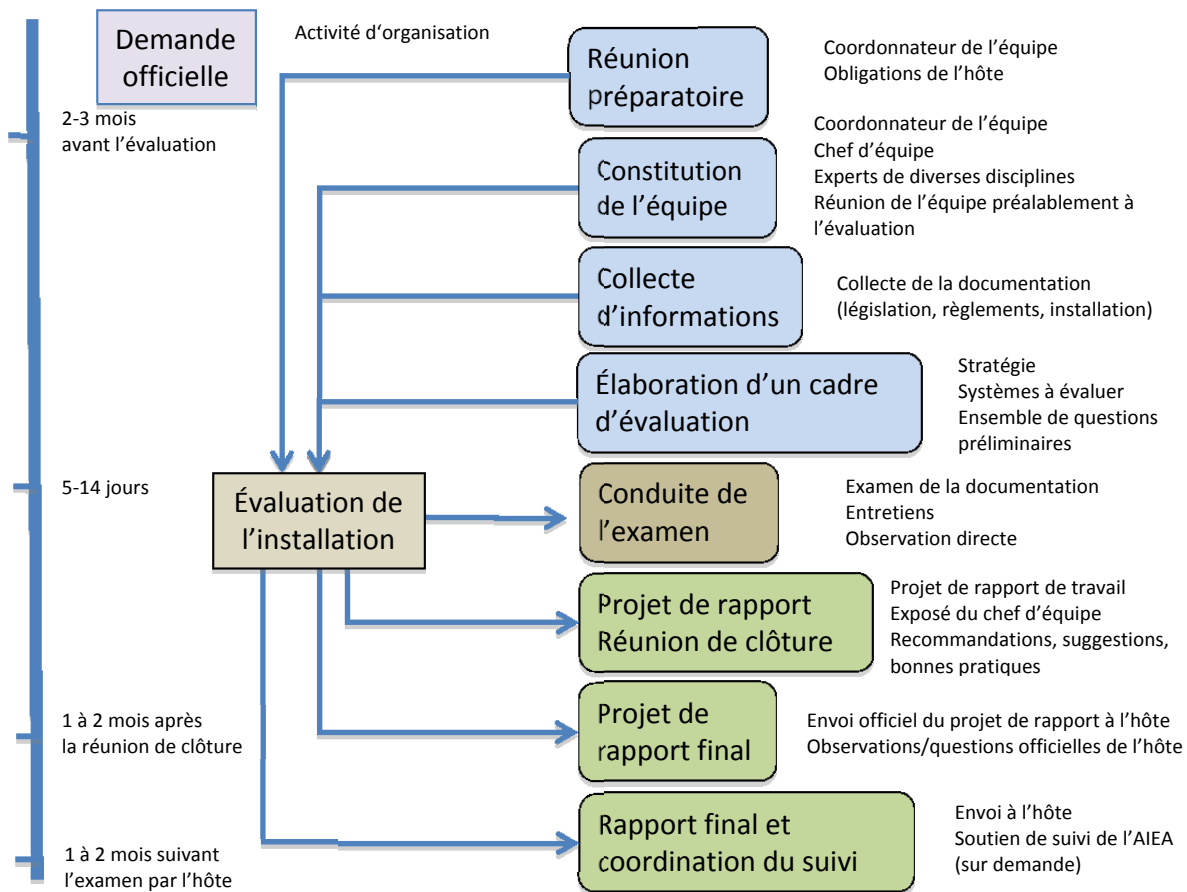 Demande
officielle
Activité d‘organisation
Réunion
préparatoire
Coordonnateur de l’équipe
Obligations de l’hôte
2-3 mois
avant l’évaluation
Constitution
de l’équipe
Coordonnateur de l’équipe
Chef d’équipe
Experts de diverses disciplines
Réunion de l’équipe préalablement à
l’évaluation
Collecte
d’informations
Collecte de la documentation
(législation, règlements, installation)
Élaboration d’un cadre
d’évaluation
Stratégie
Systèmes à évaluer
Ensemble de questions
préliminaires
5-14 jours
Évaluation de
l’installation
Conduite de
l’examen
Examen de la documentation
Entretiens
Observation directe
Projet de rapport
Réunion de clôture
Projet de rapport de travail
Exposé du chef d’équipe
Recommandations, suggestions,
bonnes pratiques
1 à 2 mois après
la réunion de clôture
Projet de
rapport final
Envoi officiel du projet de rapport à l’hôte
Observations/questions officielles de l’hôte
1 à 2 mois suivant
l’examen par l’hôte
Rapport final et
coordination du suivi
Envoi à l’hôte
Soutien de suivi de l’AIEA
(sur demande)